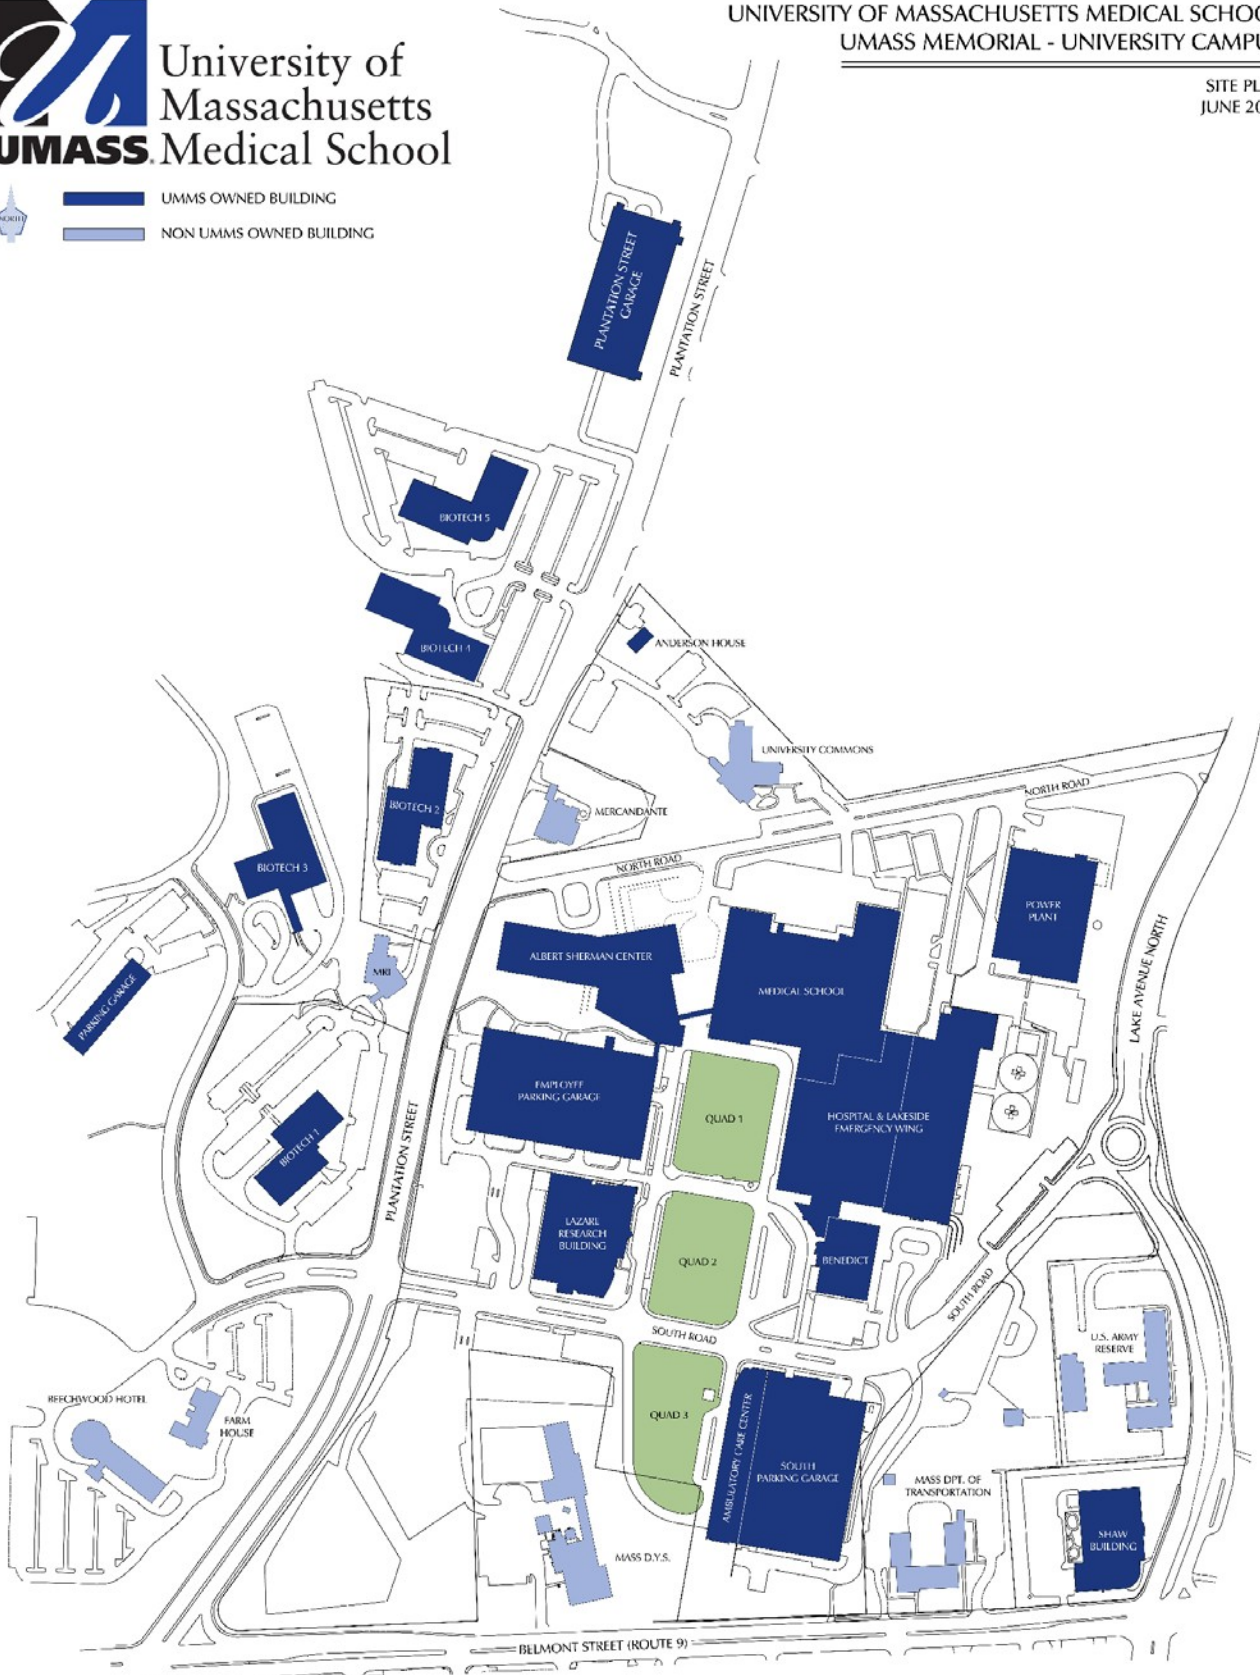 UNIVERSITY OF MASSACHUSETTS MEDICAL SCHOO
UMASS MEMORIAL - UNIVERSITY CAMPU
SITE PL
JUNE 20
University of
Massachusetts
Medical School
UMASS
NORTH
UMMS OWNED BUILDING
NON UMMS OWNED BUILDING
PLANTATION STREET
GARAGE
PLANTATION STREET
BIOTECH 5
BIOTECH 4
ANDERSON HOUSE
UNIVERSITY COMMONS
NORTH ROAD
BIOTECH 2
MERCANDANTE
BIOTECH 3
NORTH ROAD
POWER
PLANT
ALBERT SHERMAN CENTER
MEDICAL SCHOOL
MRI
PARKING GARAGE
LAKE AVENUE NORTH
EMPLOYEE
PARKING GARAGE
QUAD 1
HOSPITAL & LAKESIDE
EMERGENCY WING
BIOTECH 1
PLANTATION STREET
LAZARE
RESEARCH
BUILDING
QUAD 2
BENEDICT
SOUTH ROAD
SOUTH ROAD
U.S. ARMY
RESERVE
BEECHWOOD HOTEL
FARM
HOUSE
QUAD 3
AMBULATORY CARE CENTER
SOUTH
PARKING GARAGE
MASS DPT. OF
TRANSPORTATION
SHAW
BUILDING
MASS D.Y.S.
BELMONT STREET (ROUTE 9)